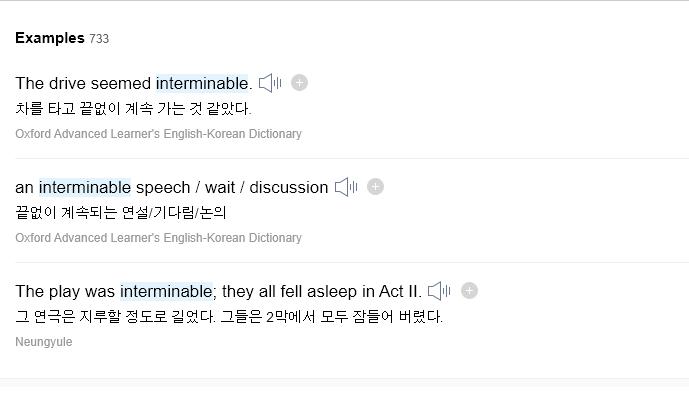 Examples 733
The drive seemed interminable.
차를 타고 끝없이 계속 가는 것 같았다.
Oxford Advanced Learner's English-Korean Dictionary
an interminable speech / wait / discussion
끝없이 계속되는 연설/기다림/논의
Oxford Advanced Learner's English-Korean Dictionary
The play was interminable; they all fell asleep in Act II.
그 연극은 지루할 정도로 길었다. 그들은 2막에서 모두 잠들어 버렸다.
Neungyule